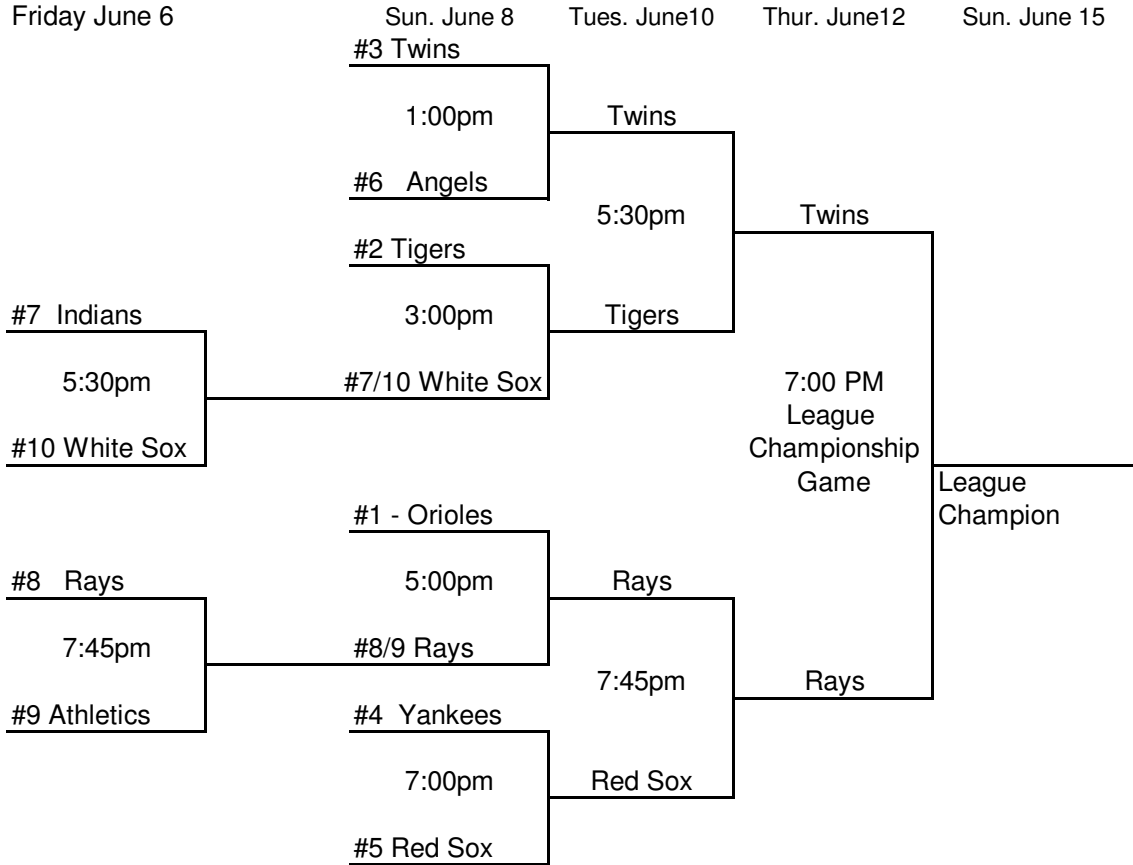 Friday June 6 Sun. June 8 Tues. June10 Thur. June12 Sun. June 15
#3 Twins
1:00pm Twins
#6 Angels
5:30pm Twins
#2 Tigers
#7 Indians 3:00pm Tigers
5:30pm #7/10 White Sox 7:00 PM
League
#10 White Sox Championship
Game League
#1 - Orioles Champion
#8 Rays 5:00pm Rays
7:45pm #8/9 Rays
7:45pm Rays
#9 Athletics #4 Yankees
7:00pm Red Sox
#5 Red Sox